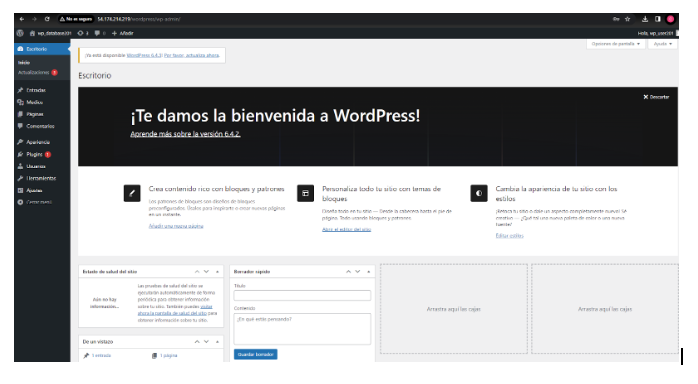 No es seguro 54.174.214.219/wordpress/wp-admin/
wp_database201
Añadir
Hola, wp_user201
Opciones de pantalla
Ayuda
Escritorio
Inicio
Actualizaciones
Entradas
Medios
Páginas
Comentarios
Apariencia
Plugins 1
Usuarios
Herramientas
Ajustes
Cerrar menú
¡Ya está disponible WordPress 6.4.3! Por favor, actualiza ahora.
Escritorio
Descartar
¡Te damos la bienvenida a WordPress!
Aprende más sobre la versión 6.4.2.
Crea contenido rico con bloques y patrones
Los patrones de bloques son diseños de bloques
preconfigurados. Úsalos para inspirarte o crear nuevas páginas
en un instante.
Añadir una nueva página
Personaliza todo tu sitio con temas de
bloques
Diseña todo en tu sitio — Desde la cabecera hasta el pie de
página. Todo usando bloques y patrones.
Abrir el editor del sitio
Cambia la apariencia de tu sitio con los
estilos
¡Retoca tu sitio o dale un aspecto completamente nuevo! Sé
creativo — ¿Qué tal una nueva paleta de color o una nueva
fuente?
Editar estilos
Estado de salud del sitio
Aún no hay
información...
Las pruebas de salud del sitio se
ejecutarán automáticamente de forma
periódica para obtener información
sobre tu sitio. También puedes visitar
ahora la pantalla de salud del sitio para
obtener información sobre tu sitio.
De un vistazo
1 entrada
1 página
Borrador rápido
Título
Contenido
¿En qué estás pensando?
Guardar borrador
Arrastra aquí las cajas
Arrastra aquí las cajas